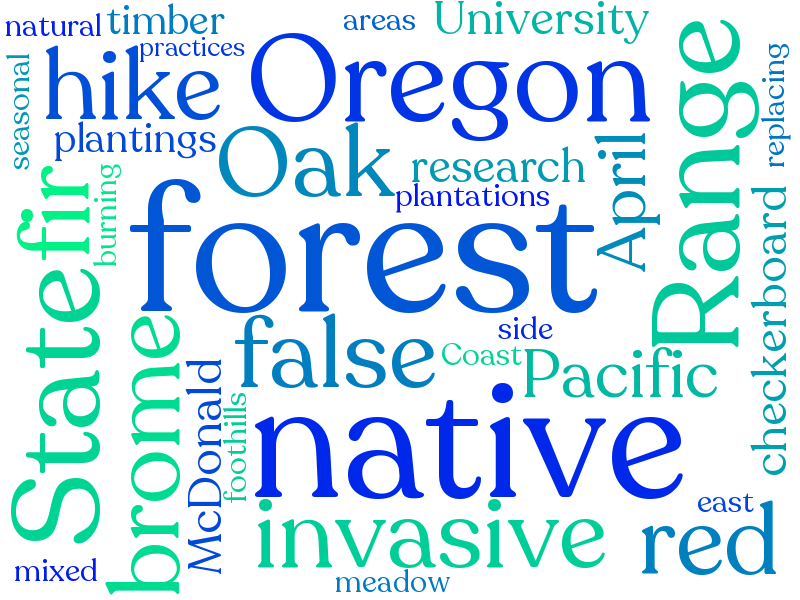 natural
timber
practices
areas
University
hike
Oregon
Range
seasonal
replacing
plantings
Oak
research
April
plantations
fir
burning
forest
State
checkerboard
brome
false
side
Coast
Pacific
McDonald
foothills
native
invasive
east
red
mixed
meadow